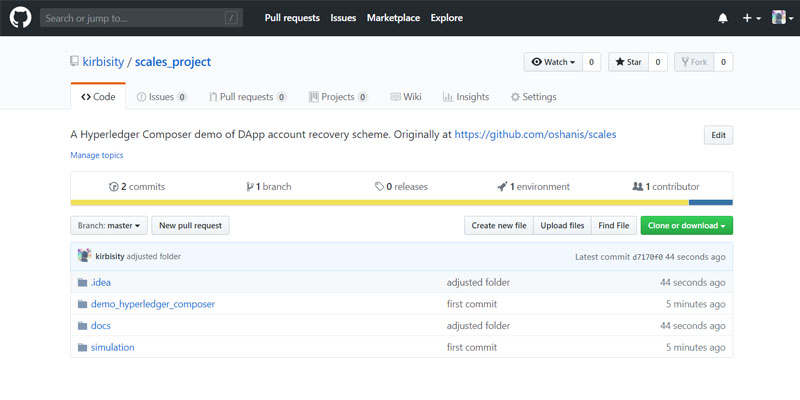 Search or jump to... / Pull requests Issues Marketplace Explore
kirbisity / scales_project Watch 0 Star 0 Fork 0
Code Issues 0 Pull requests 0 Projects 0 Wiki Insights Settings
A Hyperledger Composer demo of DApp account recovery scheme. Originally at https://github.com/oshanis/scales Edit
Manage topics
2 commits 1 branch 0 releases 1 environment 1 contributor
Branch: master New pull request Create new file Upload files Find File Clone or download
kirbisity adjusted folder Latest commit d7170f0 44 seconds ago
.idea adjusted folder 44 seconds ago
demo_hyperledger_composer first commit 5 minutes ago
docs adjusted folder 44 seconds ago
simulation first commit 5 minutes ago